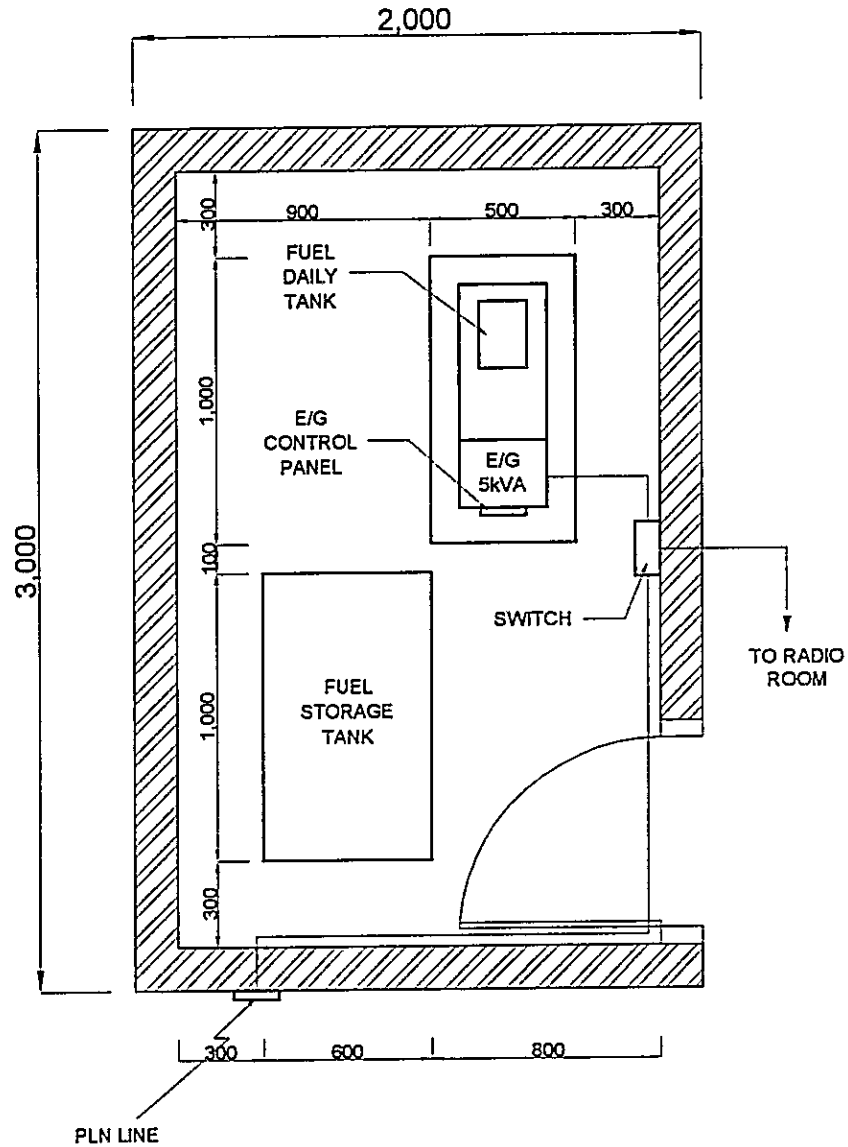 2,000
300
900
500
300
FUEL
DAILY
TANK
1,000
E/G
CONTROL
PANEL
E/G
5kVA
3,000
100
SWITCH
TO RADIO
ROOM
FUEL
STORAGE
TANK
1,000
300
300
600
800
PLN LINE